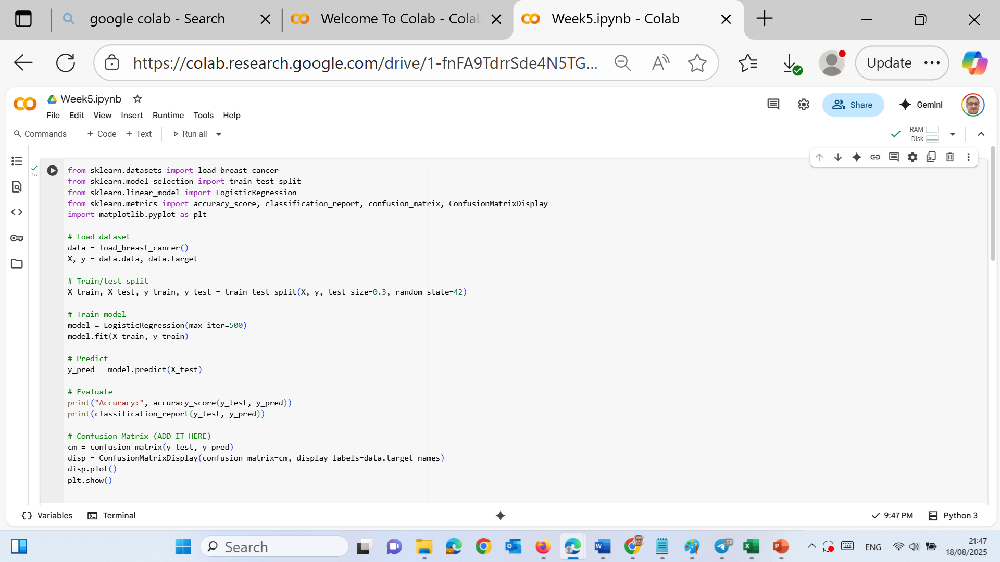 google colab - Search
Welcome To Colab - Colab
Week5.ipynb - Colab
https://colab.research.google.com/drive/1-fnFA9TdrrSde4N5TG...
Update
Week5.ipynb
File Edit View Insert Runtime Tools Help
Share
Gemini
Commands
+ Code + Text
Run all
RAM
Disk
1s
from sklearn.datasets import load_breast_cancer
from sklearn.model_selection import train_test_split
from sklearn.linear_model import LogisticRegression
from sklearn.metrics import accuracy_score, classification_report, confusion_matrix, ConfusionMatrixDisplay
import matplotlib.pyplot as plt
# Load dataset
data = load_breast_cancer()
X, y = data.data, data.target
# Train/test split
X_train, X_test, y_train, y_test = train_test_split(X, y, test_size=0.3, random_state=42)
# Train model
model = LogisticRegression(max_iter=500)
model.fit(X_train, y_train)
# Predict
y_pred = model.predict(X_test)
# Evaluate
print("Accuracy:", accuracy_score(y_test, y_pred))
print(classification_report(y_test, y_pred))
# Confusion Matrix (ADD IT HERE)
cm = confusion_matrix(y_test, y_pred)
disp = ConfusionMatrixDisplay(confusion_matrix=cm, display_labels=data.target_names)
disp.plot()
plt.show()
Variables
Terminal
9:47 PM
Python 3
Search
ENG
21:47
18/08/2025